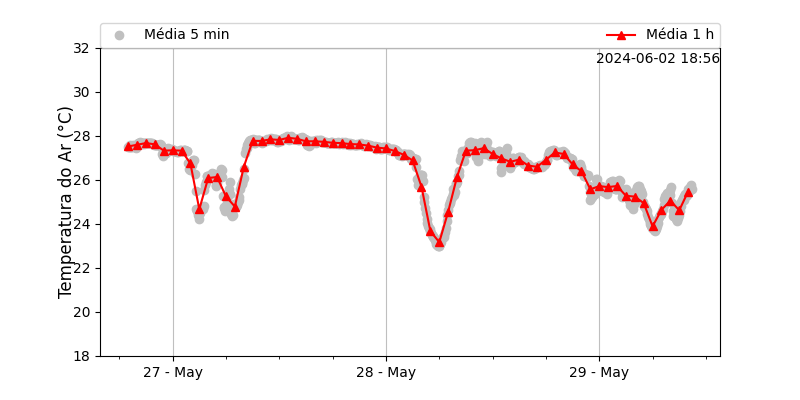 Média 5 min
Média 1 h
2024-06-02 18:56
Temperatura do Ar (°C)
32
30
28
26
24
22
20
18
27 - May
28 - May
29 - May